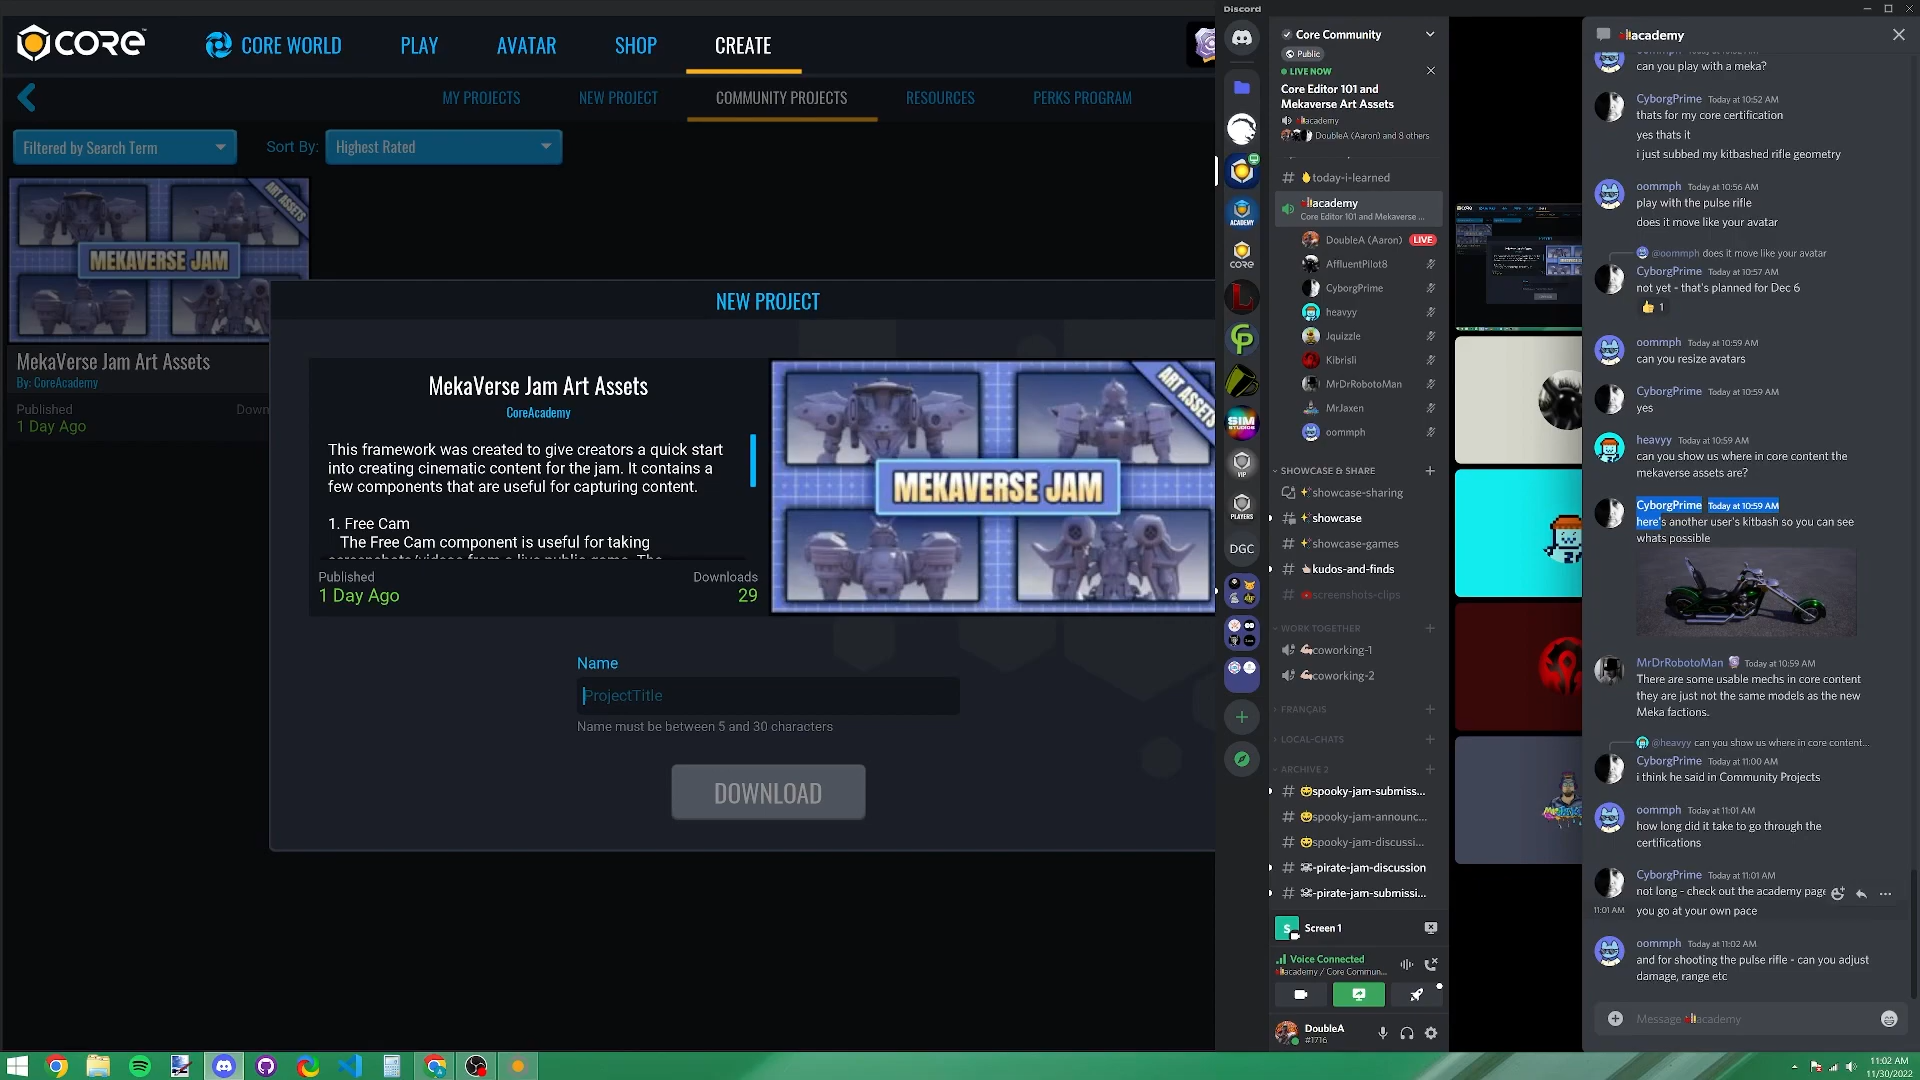 CORE
CORE WORLD
PLAY
AVATAR
SHOP
CREATE
MY PROJECTS
NEW PROJECT
COMMUNITY PROJECTS
RESOURCES
PERKS PROGRAM
Filtered by Search Term
Sort By:
Highest Rated
ART ASSETS
MEKAVERSE JAM
MekaVerse Jam Art Assets
By: CoreAcademy
Published
Down
1 Day Ago
NEW PROJECT
MekaVerse Jam Art Assets
CoreAcademy
This framework was created to give creators a quick start
into creating cinematic content for the jam. It contains a
few components that are useful for capturing content.
1. Free Cam
The Free Cam component is useful for taking
Published
Downloads
1 Day Ago
29
ART ASSETS
MEKAVERSE JAM
Name
ProjectTitle
Name must be between 5 and 30 characters
DOWNLOAD
Discord
ACADEMY
CORE
SIM
STUDIOS
VIP
PLAYERS
DGC
Core Community
Public
LIVE NOW
Core Editor 101 and
Mekaverse Art Assets
academy
DoubleA (Aaron) and 8 others
today-i-learned
academy
Core Editor 101 and Mekaverse ...
DoubleA (Aaron)
LIVE
AffluentPilot8
CyborgPrime
heavyy
Jquizzle
Kibrisli
MrDrRobotoMan
MrJaxen
oommph
SHOWCASE & SHARE
showcase-sharing
showcase
showcase-games
kudos-and-finds
screenshots-clips
WORK TOGETHER
coworking-1
coworking-2
FRANÇAIS
LOCAL-CHATS
ARCHIVE 2
spooky-jam-submiss...
spooky-jam-announc...
spooky-jam-discussi...
-pirate-jam-discussion
-pirate-jam-submissi...
S
Screen 1
Voice Connected
academy / Core Commun...
DoubleA
#1716
academy
can you play with a meka?
CyborgPrime Today at 10:52 AM
thats for my core certification
yes thats it
i just subbed my kitbashed rifle geometry
oommph Today at 10:56 AM
play with the pulse rifle
does it move like your avatar
@oommph does it move like your avatar
CyborgPrime Today at 10:57 AM
not yet - that's planned for Dec 6
1
oommph Today at 10:59 AM
can you resize avatars
CyborgPrime Today at 10:59 AM
yes
heavyy Today at 10:59 AM
can you show us where in core content the
mekaverse assets are?
CyborgPrime Today at 10:59 AM
here's another user's kitbash so you can see
whats possible
MrDrRobotoMan Today at 10:59 AM
There are some usable mechs in core content
they are just not the same models as the new
Meka factions.
@heavyy can you show us where in core content...
CyborgPrime Today at 11:00 AM
i think he said in Community Projects
oommph Today at 11:01 AM
how long did it take to go through the
certifications
CyborgPrime Today at 11:01 AM
not long - check out the academy page
11:01 AM
you go at your own pace
oommph Today at 11:02 AM
and for shooting the pulse rifle - can you adjust
damage, range etc
Message academy
11:02 AM
11/30/2022